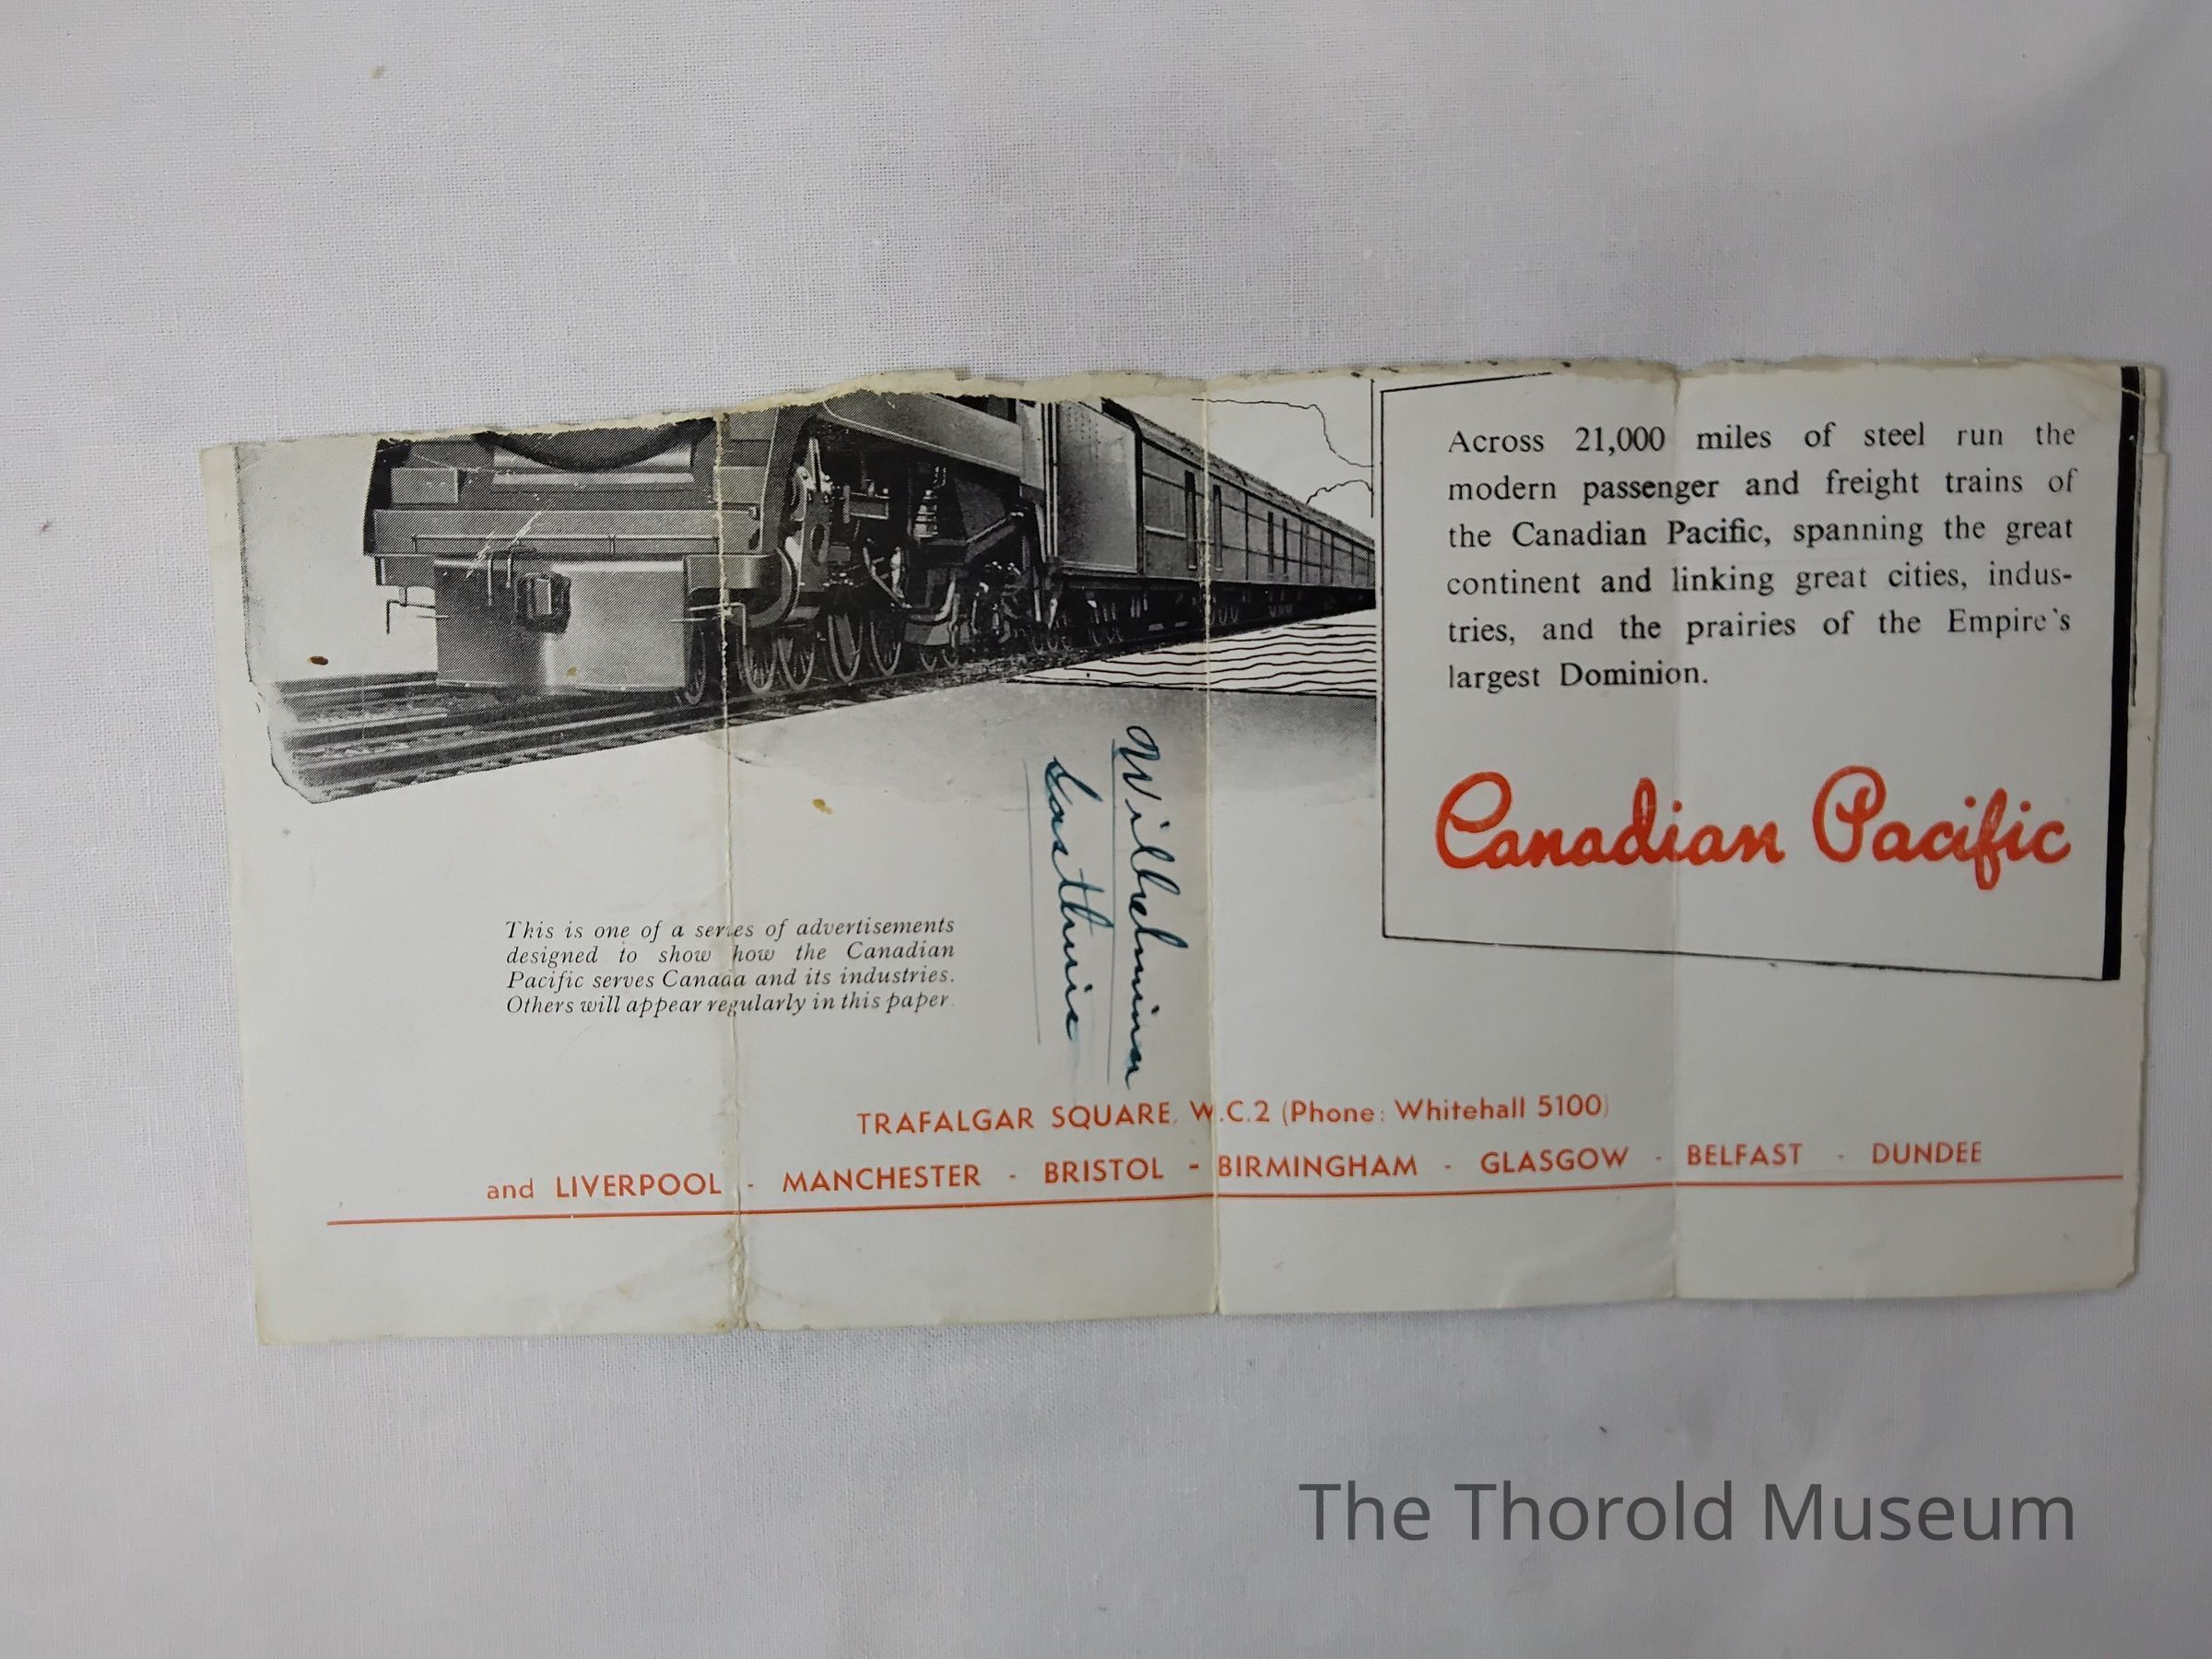 Across 21,000 miles of steel run the
modern passenger and freight trains of
the Canadian Pacific, spanning the great
continent and linking great cities, indus-
tries, and the prairies of the Empire's
largest Dominion.
Canadian Pacific
Wilhelmina
This is one of a series of advertisements
designed to show how the Canadian
Pacific serves Canada and its industries.
Others will appear regularly in this paper.
TRAFALGAR SQUARE, W.C.2 (Phone: Whitehall 5100)
and LIVERPOOL - MANCHESTER - BRISTOL - BIRMINGHAM - GLASGOW - BELFAST - DUNDEE
The Thorold Museum